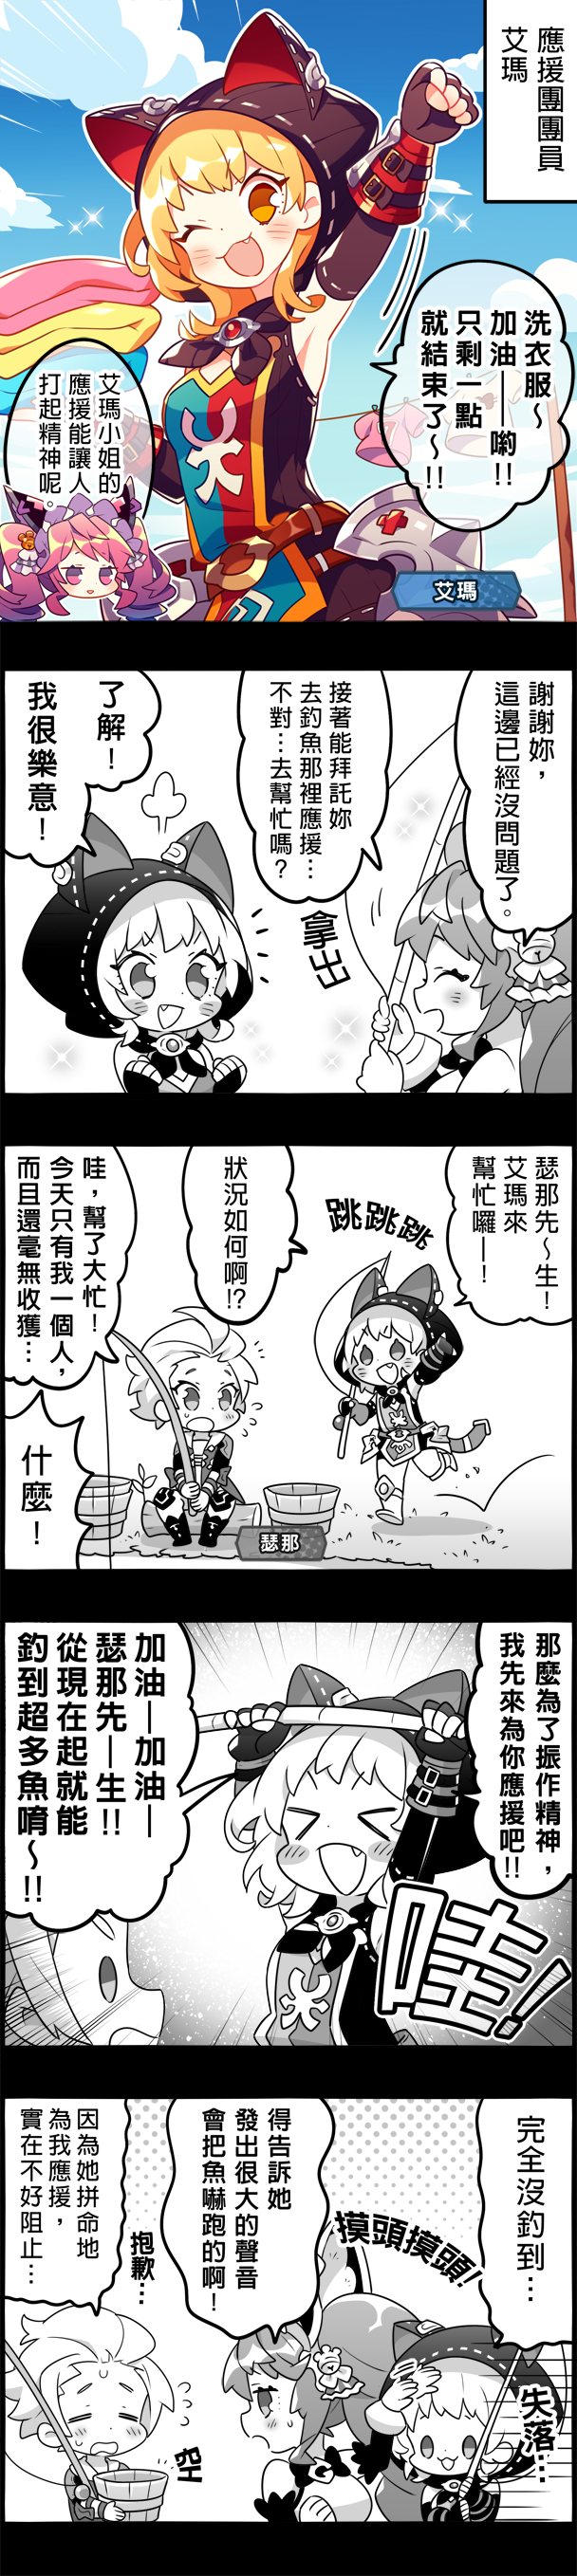 應援團團員
艾瑪
洗衣服～
加油──喲!!
只剩一點
就結束了～!!
艾瑪小姐的
應援能讓人
打起精神呢。
艾瑪
謝謝妳，
這邊已經沒問題了。
接著能拜託妳
去釣魚那裡應援…
不對…去幫忙嗎？
拿出
了解！
我很樂意！
瑟那先～生！
艾瑪來
幫忙囉─！
跳跳跳
狀況如何啊!?
哇，幫了大忙！
今天只有我一個人，
而且還毫無收獲…
什麼！
瑟那
那麼為了振作精神，
我先來為你應援吧!!
加油─加油─
瑟那先─生!!
從現在起就能
釣到超多魚唷～!!
哇！
完全沒釣到…
失落…
摸頭摸頭！
得告訴她
發出很大的聲音
會把魚嚇跑的啊！
抱歉…
因為她拼命地
為我應援，
實在不好阻止…
空